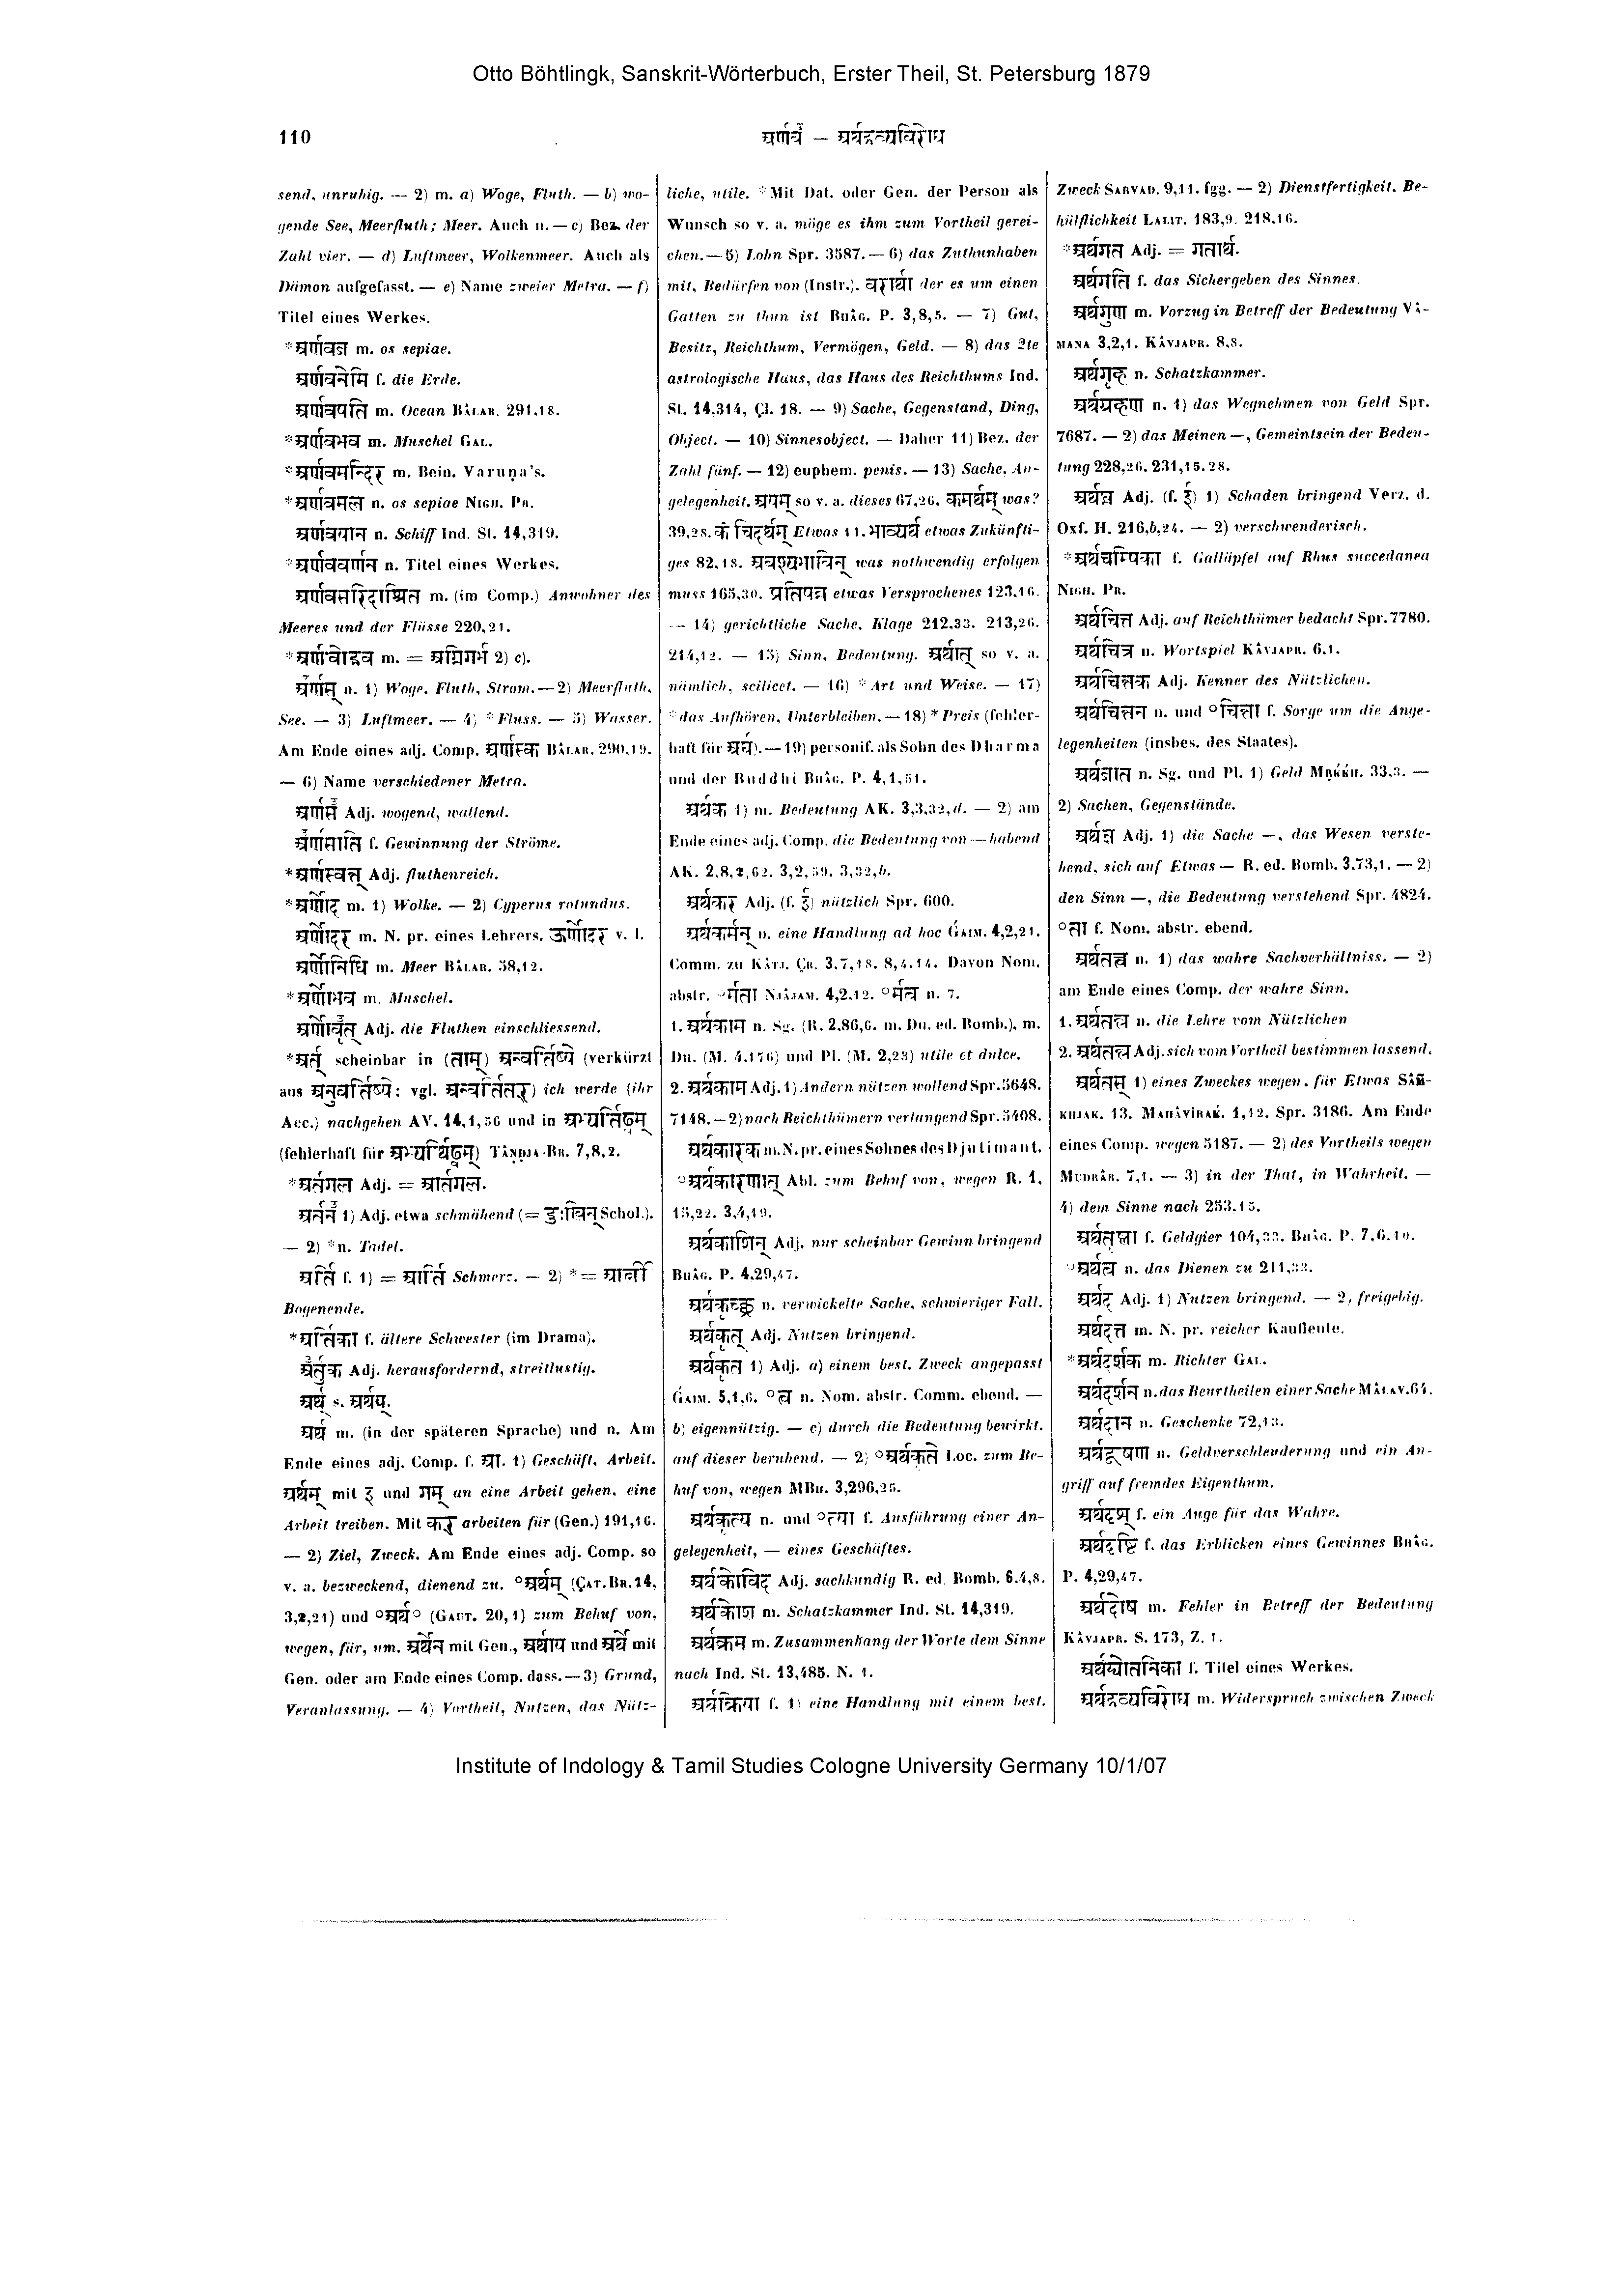 Otto Böhtlingk, Sanskrit-Wörterbuch, Erster Theil, St. Petersburg 1879
110
अर्णव — अर्थद्रव्यविरोध
send, unruhig. — 2) m. a) Woge, Fluth. — b) wo-
gende See, Meerfluth; Meer. Auch n. — c) Bez. der
Zahl vier. — d) Luftmeer, Wolkenmeer. Auch als
Dämon aufgefasst. — e) Name zweier Metra. — f)
Titel eines Werkes.
*अर्णवज m. os sepiae.
अर्णवनेमि f. die Erde.
अर्णवपति m. Ocean BÂLAR. 291,18.
*अर्णवभव m. Muschel GAL.
*अर्णवमन्दिर m. Bein. Varuṇa's.
*अर्णवमल n. os sepiae NIGH. PR.
अर्णवयान n. Schiff Ind. St. 14,319.
*अर्णववर्णन n. Titel eines Werkes.
अर्णवसरिदाश्रित m. (im Comp.) Anwohner des
Meeres und der Flüsse 220,21.
*अर्णवोद्भव m. = अग्निगर्भ 2) c).
अर्णस् n. 1) Woge, Fluth, Strom. — 2) Meerfluth,
See. — 3) Luftmeer. — 4) *Fluss. — 5) Wasser.
Am Ende eines adj. Comp. अर्णस्क BÂLAR. 290,19.
— 6) Name verschiedener Metra.
अर्णस Adj. wogend, wallend.
अर्णसाति f. Gewinnung der Ströme.
*अर्णस्वत् Adj. fluthenreich.
*अर्णोद m. 1) Wolke. — 2) Cyperus rotundus.
अर्णोदर m. N. pr. eines Lehrers. ऊर्णोदर v. l.
अर्णोनिधि m. Meer BÂLAR. 58,12.
*अर्णोभव m. Muschel.
अर्णोवृत् Adj. die Fluthen einschliessend.
*अर्त् scheinbar in (ताम्) अन्वर्तिष्ये (verkürzt
aus अनुवर्तिष्ये: vgl. अन्वर्तितर्) ich werde (ihr
Acc.) nachgehen AV. 14,1,56 und in अभ्यर्तिढुम्
(fehlerhaft für अभ्यर्थिढुम्) TÂṆḌJA-BR. 7,8,2.
*अर्तगल Adj. = आर्तगल.
अर्तन 1) Adj. etwa schmähend (= दुःखिन् Schol.).
— 2) *n. Tadel.
अर्ति f. 1) = आर्ति Schmerz. — 2) *= आर्त्नी
Bogenende.
*अर्तिका f. ältere Schwester (im Drama).
अर्तुक Adj. herausfordernd, streitlustig.
अर्थ् s. अर्थय्.
अर्थ m. (in der späteren Sprache) und n. Am
Ende eines adj. Comp. f. आ. 1) Geschäft, Arbeit.
अर्थम् mit इ und गम् an eine Arbeit gehen, eine
Arbeit treiben. Mit कर् arbeiten für (Gen.) 191,16.
— 2) Ziel, Zweck. Am Ende eines adj. Comp. so
v. a. bezweckend, dienend zu. °अर्थम् (ÇAT. BR. 14,
3,2,21) und °अर्थ° (GAUT. 20,1) zum Behuf von,
wegen, für, um. अर्थेन mit Gen., अर्थाय und अर्थे mit
Gen. oder am Ende eines Comp. dass. — 3) Grund,
Veranlassung. — 4) Vortheil, Nutzen, das Nütz-
liche, utile. *Mit Dat. oder Gen. der Person als
Wunsch so v. a. möge es ihm zum Vortheil gerei-
chen. — 5) Lohn Spr. 3587. — 6) das Zuthunhaben
mit, Bedürfen von (Instr.). वरार्था der es um einen
Gatten zu thun ist BHÂG. P. 3,8,5. — 7) Gut,
Besitz, Reichthum, Vermögen, Geld. — 8) das 2te
astrologische Haus, das Haus des Reichthums Ind.
St. 14,314, Çl. 18. — 9) Sache, Gegenstand, Ding,
Object. — 10) Sinnesobject. — Daher 11) Bez. der
Zahl fünf. — 12) euphem. penis. — 13) Sache, An-
gelegenheit. अयम् so v. a. dieses 67,26. कमर्थम् was?
39,28. कं चिदर्थम् Etwas 11. भाव्यर्थ etwas Zukünfti-
ges 82,18. अवश्यभाविन् was nothwendig erfolgen
muss 165,30. प्रतिपन्न etwas Versprochenes 123,16.
— 14) gerichtliche Sache, Klage 212,33. 213,26.
214,12. — 15) Sinn, Bedeutung. अर्थात् so v. a.
nämlich, scilicet. — 16) *Art und Weise. — 17)
*das Aufhören, Unterbleiben. — 18) *Preis (fehler-
haft für अर्घ). — 19) personif. als Sohn des Dharma
und der Buddhi BHÂG. P. 4,1,51.
अर्थक 1) m. Bedeutung AK. 3,3,32,d. — 2) am
Ende eines adj. Comp. die Bedeutung von — habend
AK. 2,8,2,62. 3,2,59. 3,32,b.
अर्थकर Adj. (f. ई) nützlich Spr. 600.
अर्थकर्मन् n. eine Handlung ad hoc ǴAIM. 4,2,21.
Comm. zu KÂTJ. ÇR. 3,7,18. 8,4,14. Davon Nom.
abstr. °र्मता NJÂJAM. 4,2,12. °र्मत्व n. 7.
1. अर्थकाम n. Sg. (R. 2,86,6. m. Du. ed. Bomb.), m.
Du. (M. 4,176) und Pl. (M. 2,23) utile et dulce.
2. अर्थकाम Adj. 1) Andern nützen wollend Spr. 5648.
7148. — 2) nach Reichthümern verlangend Spr. 5408.
अर्थकारक m. N. pr. eines Sohnes des Djutimant.
°अर्थकारणात् Abl. zum Behuf von, wegen R. 1,
15,22. 3,4,19.
अर्थकाशिन् Adj. nur scheinbar Gewinn bringend
BHÂG. P. 4,29,47.
अर्थकृच्छ्र n. verwickelte Sache, schwieriger Fall.
अर्थकृत् Adj. Nutzen bringend.
अर्थकृत 1) Adj. a) einem best. Zweck angepasst
ǴAIM. 5,1,6. °त्व n. Nom. abstr. Comm. ebend. —
b) eigennützig. — c) durch die Bedeutung bewirkt,
auf dieser beruhend. — 2) °अर्थकृते Loc. zum Be-
huf von, wegen MBH. 3,296,25.
अर्थकृत्य n. und °त्या f. Ausführung einer An-
gelegenheit, — eines Geschäftes.
अर्थकोविद Adj. sachkundig R. ed. Bomb. 6,4,8.
अर्थकोश m. Schatzkammer Ind. St. 14,319.
अर्थक्रम m. Zusammenhang der Worte dem Sinne
nach Ind. St. 13,485. N. 1.
अर्थक्रिया f. 1) eine Handlung mit einem best.
Zweck SARVAD. 9,11. fgg. — 2) Dienstfertigkeit, Be-
hülflichkeit LALIT. 183,9. 218,16.
*अर्थगत Adj. = गतार्थ.
अर्थगति f. das Sichergeben des Sinnes.
अर्थगुण m. Vorzug in Betreff der Bedeutung VÂ-
MANA 3,2,1. KÂVJAPR. 8,8.
अर्थगृह n. Schatzkammer.
अर्थग्रहण n. 1) das Wegnehmen von Geld Spr.
7687. — 2) das Meinen —, Gemeintsein der Bedeu-
tung 228,26. 231,15. 28.
अर्थघ्न Adj. (f. ई) 1) Schaden bringend Verz. d.
Oxf. H. 216,b,24. — 2) verschwenderisch.
*अर्थचम्पिका f. Galläpfel auf Rhus succedanea
NIGH. PR.
अर्थचित्त Adj. auf Reichthümer bedacht Spr. 7780.
अर्थचित्र n. Wortspiel KÂVJAPR. 6,1.
अर्थचिन्तक Adj. Kenner des Nützlichen.
अर्थचिन्तन n. und °चिन्ता f. Sorge um die Ange-
legenheiten (insbes. des Staates).
अर्थजात n. Sg. und Pl. 1) Geld MṚKḰH. 33,3. —
2) Sachen, Gegenstände.
अर्थज्ञ Adj. 1) die Sache —, das Wesen verste-
hend, sich auf Etwas — R. ed. Bomb. 3,73,1. — 2)
den Sinn —, die Bedeutung verstehend Spr. 4824.
°ता f. Nom. abstr. ebend.
अर्थतत्त्व n. 1) das wahre Sachverhältniss. — 2)
am Ende eines Comp. der wahre Sinn.
1. अर्थतन्त्र n. die Lehre vom Nützlichen
2. अर्थतन्त्र Adj. sich vom Vortheil bestimmen lassend.
अर्थतस् 1) eines Zweckes wegen, für Etwas SÂṂ-
KHJAK. 13. MAHÂVÎRAḰ. 1,12. Spr. 3186. Am Ende
eines Comp. wegen 5187. — 2) des Vortheils wegen
MUDRÂR. 7,1. — 3) in der That, in Wahrheit. —
4) dem Sinne nach 253,15.
अर्थतृष्णा f. Geldgier 104,33. BHÂG. P. 7,6,10.
°अर्थत्व n. das Dienen zu 211,33.
अर्थद Adj. 1) Nutzen bringend. — 2) freigebig.
अर्थदत्त m. N. pr. reicher Kaufleute.
*अर्थदर्शक m. Richter GAL.
अर्थदर्शन n. das Beurtheilen einer Sache MÂLAV. 64.
अर्थदान n. Geschenke 72,13.
अर्थदूषण n. Geldverschleuderung und ein An-
griff auf fremdes Eigenthum.
अर्थदृश् f. ein Auge für das Wahre.
अर्थदृष्टि f. das Erblicken eines Gewinnes BHÂG.
P. 4,29,47.
अर्थदोष m. Fehler in Betreff der Bedeutung
KÂVJAPR. S. 173, Z. 1.
अर्थद्योतनिका f. Titel eines Werkes.
अर्थद्रव्यविरोध m. Widerspruch zwischen Zweck
Institute of Indology & Tamil Studies Cologne University Germany 10/1/07